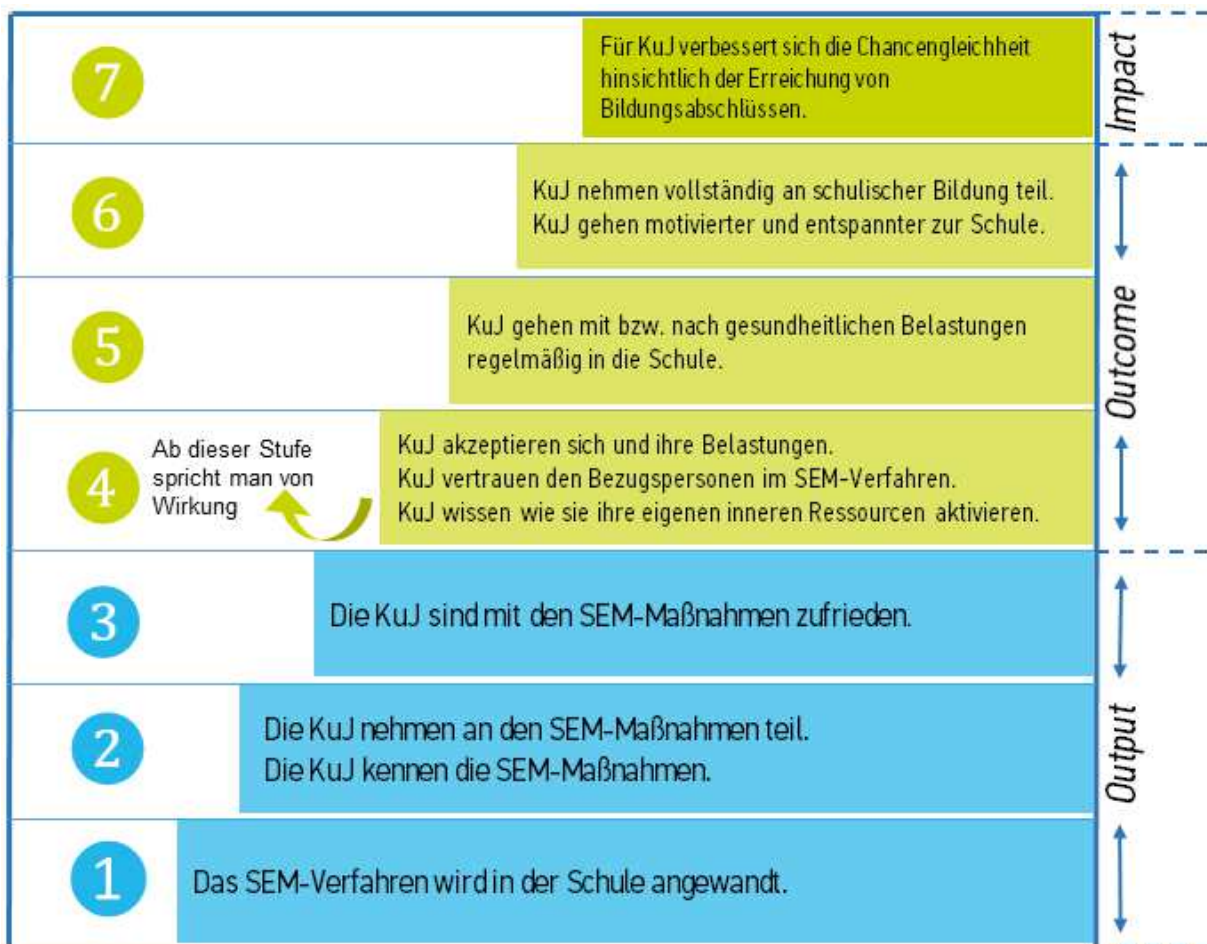 7
Für KuJ verbessert sich die Chancengleichheit
hinsichtlich der Erreichung von
Bildungsabschlüssen.
Impact
6
KuJ nehmen vollständig an schulischer Bildung teil.
KuJ gehen motivierter und entspannter zur Schule.
5
KuJ gehen mit bzw. nach gesundheitlichen Belastungen
regelmäßig in die Schule.
Outcome
4
Ab dieser Stufe
spricht man von
Wirkung
KuJ akzeptieren sich und ihre Belastungen.
KuJ vertrauen den Bezugspersonen im SEM-Verfahren.
KuJ wissen wie sie ihre eigenen inneren Ressourcen aktivieren.
3
Die KuJ sind mit den SEM-Maßnahmen zufrieden.
2
Die KuJ nehmen an den SEM-Maßnahmen teil.
Die KuJ kennen die SEM-Maßnahmen.
Output
1
Das SEM-Verfahren wird in der Schule angewandt.